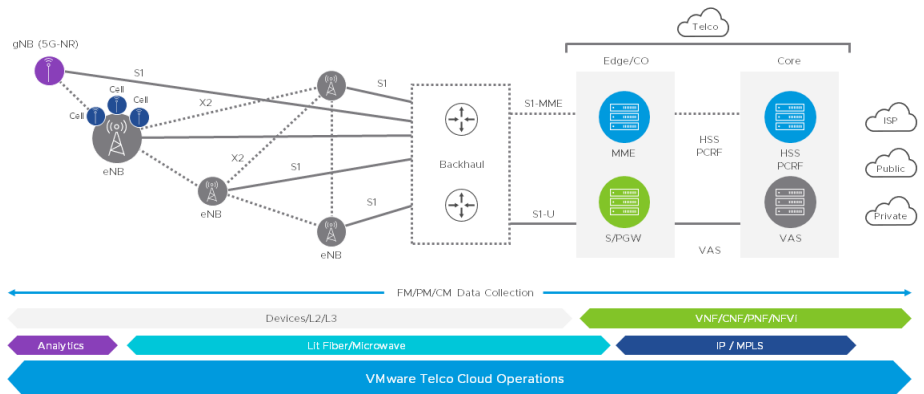 Telco
gNB (5G-NR)
Edge/CO
Core
S1
S1
Cell
Cell
Cell
X2
S1-MME
ISP
MME
HSS
PCRF
HSS
PCRF
X2
S1
Backhaul
Public
eNB
eNB
S1
S1-U
Private
S/PGW
VAS
VAS
eNB
FM/PM/CM Data Collection
Devices/L2/L3
VNF/CNF/PNF/NFVI
Analytics
Lit Fiber/Microwave
IP / MPLS
VMware Telco Cloud Operations